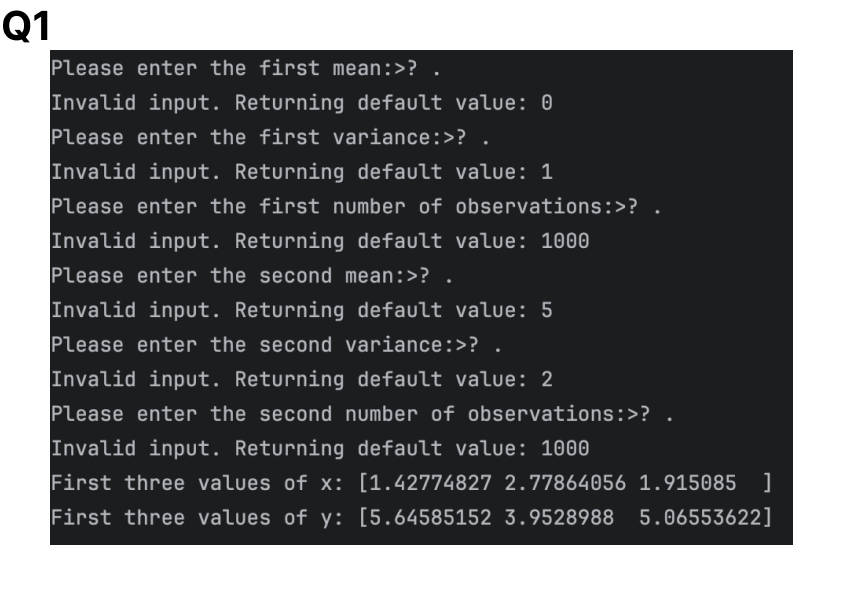 Q1
Please enter the first mean:>? .
Invalid input. Returning default value: 0
Please enter the first variance:>? .
Invalid input. Returning default value: 1
Please enter the first number of observations:>? .
Invalid input. Returning default value: 1000
Please enter the second mean:>? .
Invalid input. Returning default value: 5
Please enter the second variance:>? .
Invalid input. Returning default value: 2
Please enter the second number of observations:>? .
Invalid input. Returning default value: 1000
First three values of x: [1.42774827 2.77864056 1.915085  ]
First three values of y: [5.64585152 3.9528988  5.06553622]